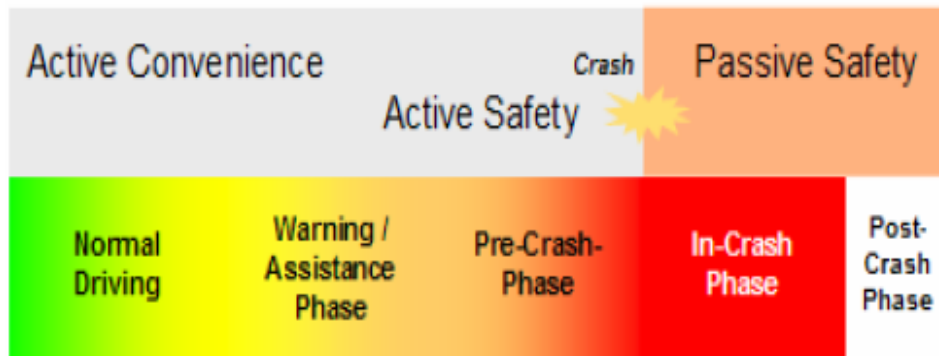 Active Convenience
Crash
Passive Safety
Active Safety
Normal
Driving
Warning /
Assistance
Phase
Pre-Crash-
Phase
In-Crash
Phase
Post-
Crash
Phase